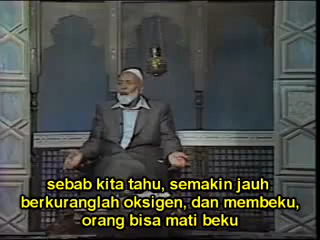 sebab kita tahu, semakin jauh
berkuranglah oksigen, dan membeku,
orang bisa mati beku